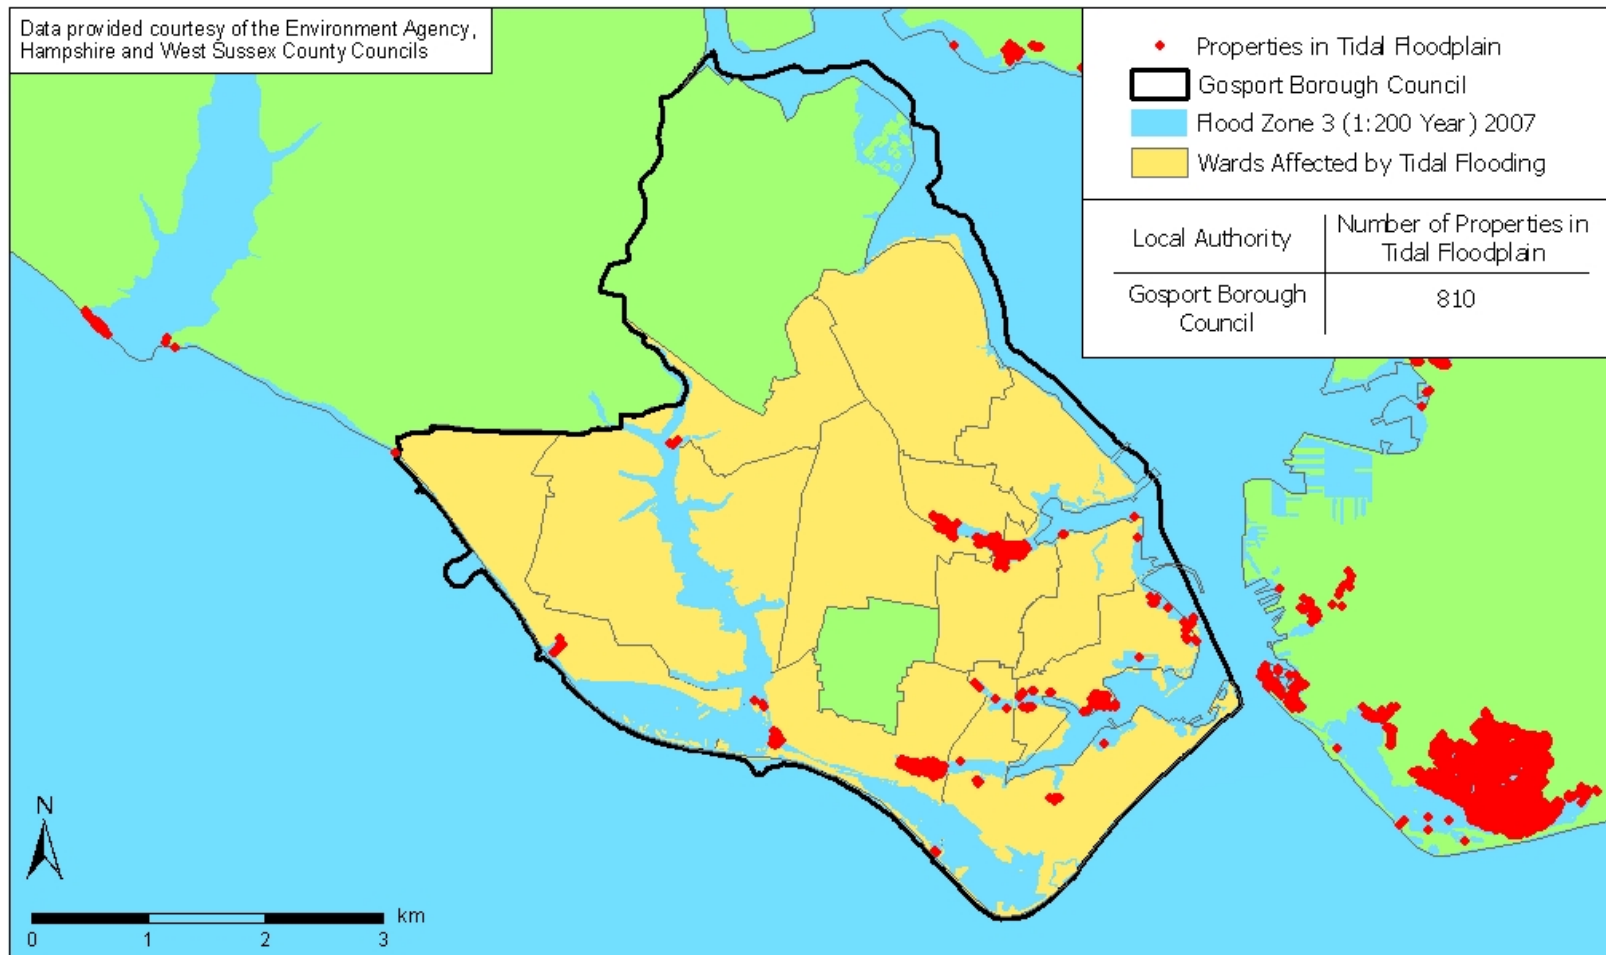 Data provided courtesy of the Environment Agency,
Hampshire and West Sussex County Councils
Properties in Tidal Floodplain
Gosport Borough Council
Flood Zone 3 (1:200 Year) 2007
Wards Affected by Tidal Flooding
Local Authority
Number of Properties in
Tidal Floodplain
Gosport Borough
Council
810
N
km
0 1 2 3